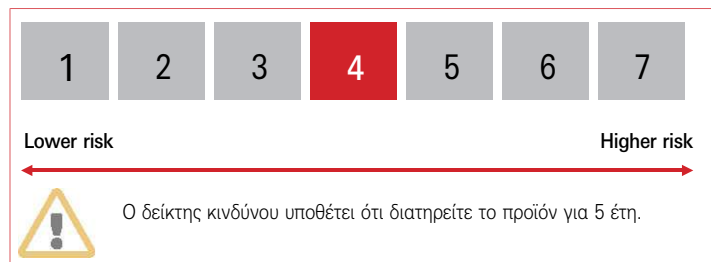 1 2 3 4 5 6 7
Lower risk Higher risk
Ο δείκτης κινδύνου υποθέτει ότι διατηρείτε το προϊόν για 5 έτη.